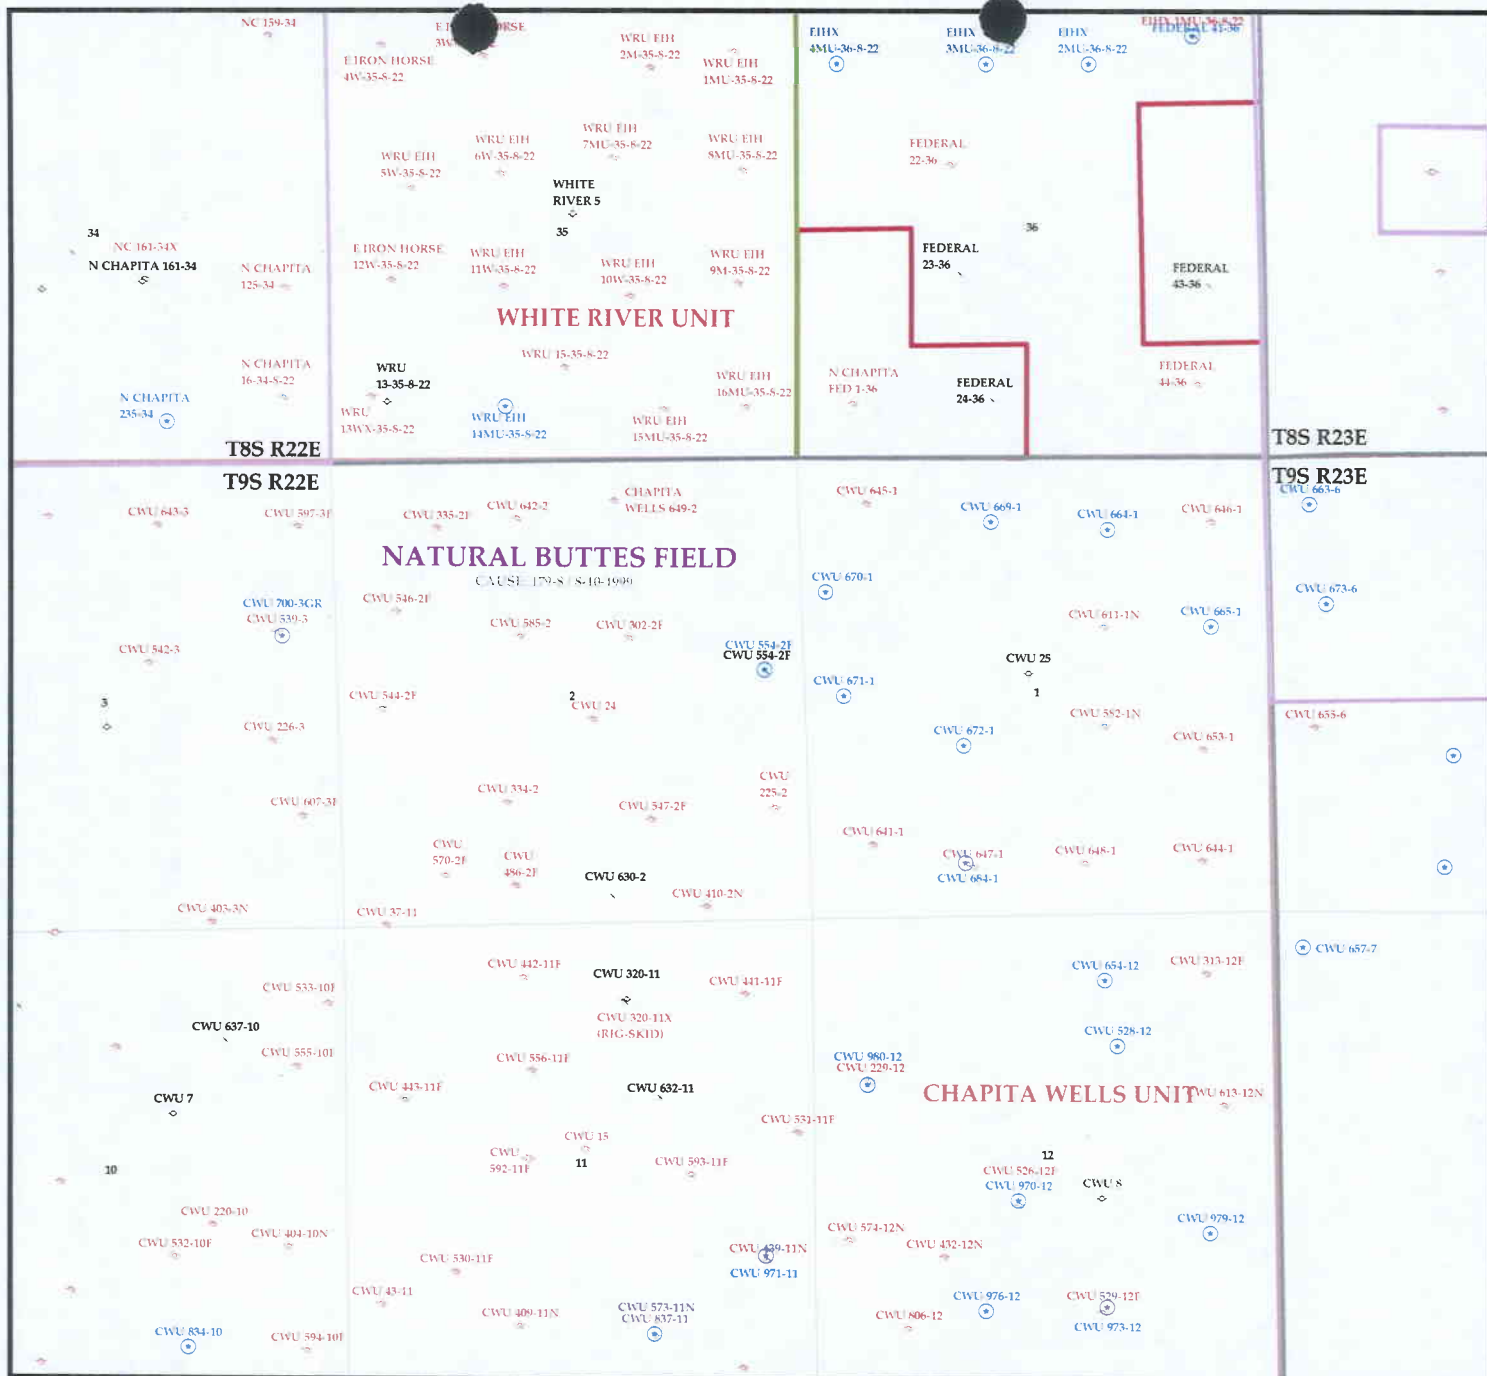 NC 159-34
E IRON HORSE
4W-35-8-22
WRU EIH
2M-35-8-22
WRU EIH
1MU-35-8-22
EIHX
4MU-36-8-22
EIHX
3MU-36-8-22
EIHX
2MU-36-8-22
EIHX 1MU-36-8-22
FEDERAL 41-36
WRU EIH
5W-35-8-22
WRU EIH
6W-35-8-22
WRU EIH
7MU-35-8-22
WRU EIH
8MU-35-8-22
FEDERAL
22-36
WHITE
RIVER 5
35
34
NC 161-34X
N CHAPITA 161-34
N CHAPITA
125-34
E IRON HORSE
12W-35-8-22
WRU EIH
11W-35-8-22
WRU EIH
10W-35-8-22
WRU EIH
9M-35-8-22
36
FEDERAL
23-36
FEDERAL
43-36
WHITE RIVER UNIT
N CHAPITA
16-34-8-22
N CHAPITA
235-34
WRU
13-35-8-22
WRU
13WX-35-8-22
WRU 15-35-8-22
WRU EIH
14MU-35-8-22
WRU EIH
15MU-35-8-22
WRU EIH
16MU-35-8-22
N CHAPITA
FED 1-36
FEDERAL
24-36
FEDERAL
44-36
T8S R22E
T8S R23E
T9S R22E
T9S R23E
CWU 643-3
CWU 597-3F
CWU 335-2F
CWU 642-2
CHAPITA
WELLS 649-2
CWU 645-1
CWU 669-1
CWU 664-1
CWU 646-1
CWU 663-6
NATURAL BUTTES FIELD
CAUSE 179-8 / 8-10-1999
CWU 700-3GR
CWU 539-3
CWU 546-2F
CWU 585-2
CWU 302-2F
CWU 670-1
CWU 611-1N
CWU 665-1
CWU 673-6
CWU 542-3
CWU 554-2F
CWU 554-2F
CWU 25
1
3
CWU 226-3
CWU 544-2F
2
CWU 24
CWU 671-1
CWU 672-1
CWU 582-1N
CWU 653-1
CWU 655-6
CWU 607-3F
CWU 334-2
CWU 547-2F
CWU
225-2
CWU 641-1
CWU
570-2F
CWU
486-2F
CWU 630-2
CWU 410-2N
CWU 647-1
CWU 684-1
CWU 648-1
CWU 644-1
CWU 403-3N
CWU 37-11
CWU 657-7
CWU 533-10F
CWU 442-11F
CWU 320-11
CWU 441-11F
CWU 654-12
CWU 313-12F
CWU 637-10
CWU 320-11X
(RIG-SKID)
CWU 528-12
CWU 555-10F
CWU 556-11F
CWU 980-12
CWU 229-12
CWU 7
CWU 443-11F
CWU 632-11
CHAPITA WELLS UNIT
CWU 613-12N
CWU 531-11F
10
CWU
592-11F
CWU 15
11
CWU 593-11F
12
CWU 526-12F
CWU 970-12
CWU 8
CWU 220-10
CWU 532-10F
CWU 404-10N
CWU 574-12N
CWU 432-12N
CWU 979-12
CWU 530-11F
CWU 439-11N
CWU 971-11
CWU 43-11
CWU 409-11N
CWU 573-11N
CWU 837-11
CWU 806-12
CWU 976-12
CWU 529-12F
CWU 973-12
CWU 834-10
CWU 594-10F